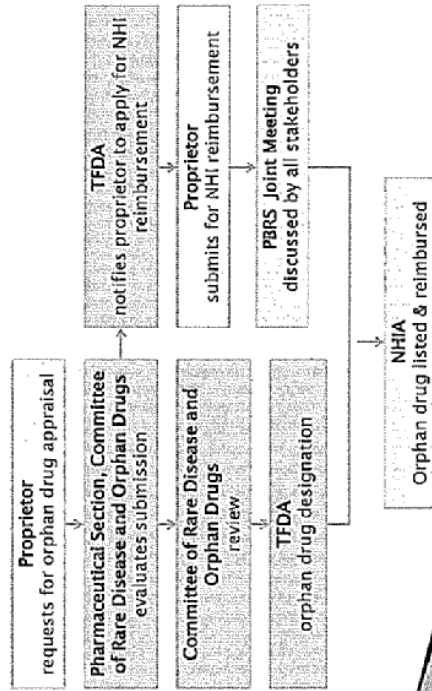 Proprietor
requests for orphan drug appraisal
Pharmaceutical Section, Committee
of Rare Disease and Orphan Drugs
evaluates submission
Committee of Rare Disease and
Orphan Drugs
review
TFDA
orphan drug designation
TFDA
notifies proprietor to apply for NHI
reimbursement
Proprietor
submits for NHI reimbursement
PBRS Joint Meeting
discussed by all stakeholders
NHIA
Orphan drug listed & reimbursed